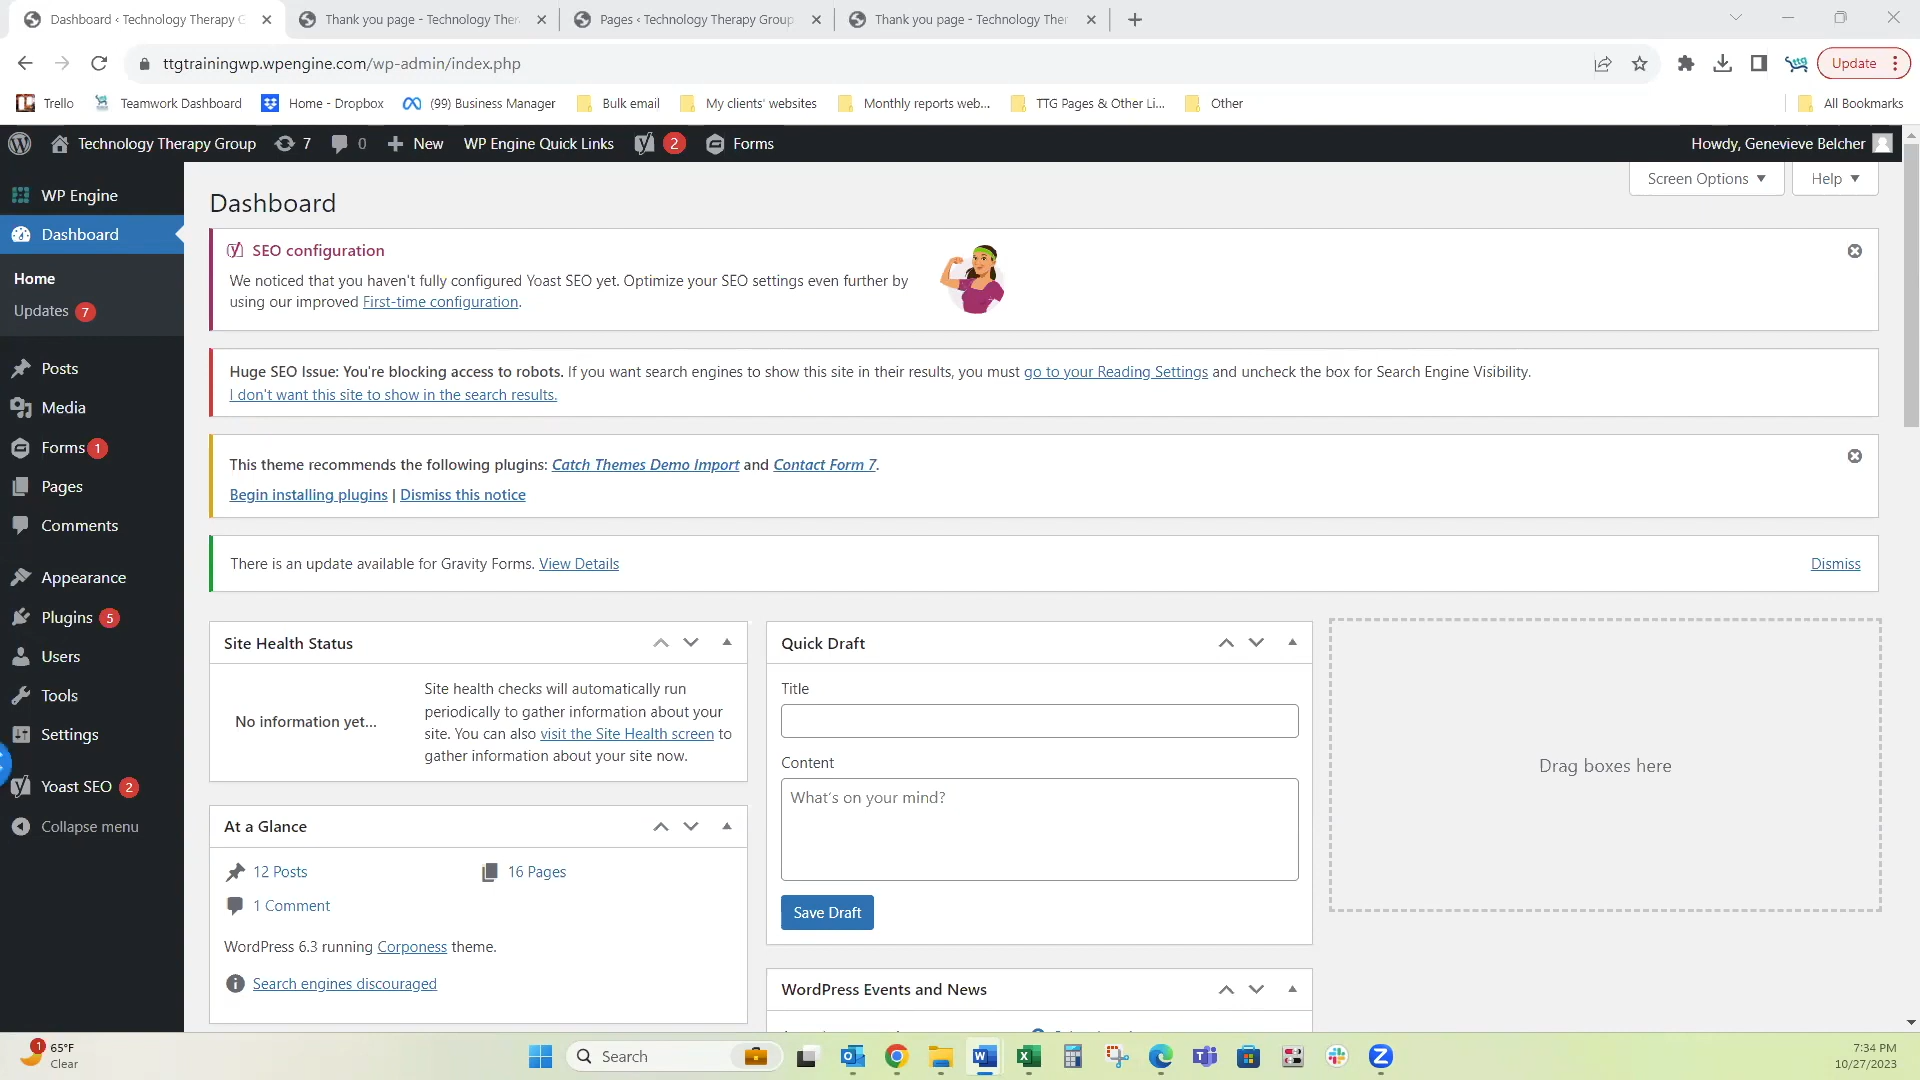 Dashboard ‹ Technology Therapy G
Thank you page - Technology Ther
Pages ‹ Technology Therapy Group
Thank you page - Technology Ther
ttgtrainingwp.wpengine.com/wp-admin/index.php
ttg
Update
Trello
Teamwork Dashboard
Home - Dropbox
(99) Business Manager
Bulk email
My clients' websites
Monthly reports web...
TTG Pages & Other Li...
Other
All Bookmarks
Technology Therapy Group
7
0
New
WP Engine Quick Links
2
Forms
Howdy, Genevieve Belcher
WP Engine
Dashboard
Home
Updates 7
Posts
Media
Forms 1
Pages
Comments
Appearance
Plugins 5
Users
Tools
Settings
Yoast SEO 2
Collapse menu
Screen Options
Help
Dashboard
SEO configuration
We noticed that you haven't fully configured Yoast SEO yet. Optimize your SEO settings even further by
using our improved First-time configuration.
Huge SEO Issue: You're blocking access to robots. If you want search engines to show this site in their results, you must go to your Reading Settings and uncheck the box for Search Engine Visibility.
I don't want this site to show in the search results.
This theme recommends the following plugins: Catch Themes Demo Import and Contact Form 7.
Begin installing plugins | Dismiss this notice
There is an update available for Gravity Forms. View Details
Dismiss
Site Health Status
No information yet...
Site health checks will automatically run
periodically to gather information about your
site. You can also visit the Site Health screen to
gather information about your site now.
At a Glance
12 Posts
16 Pages
1 Comment
WordPress 6.3 running Corponess theme.
Search engines discouraged
Quick Draft
Title
Content
What's on your mind?
Save Draft
WordPress Events and News
Drag boxes here
1
65°F
Clear
Search
7:34 PM
10/27/2023